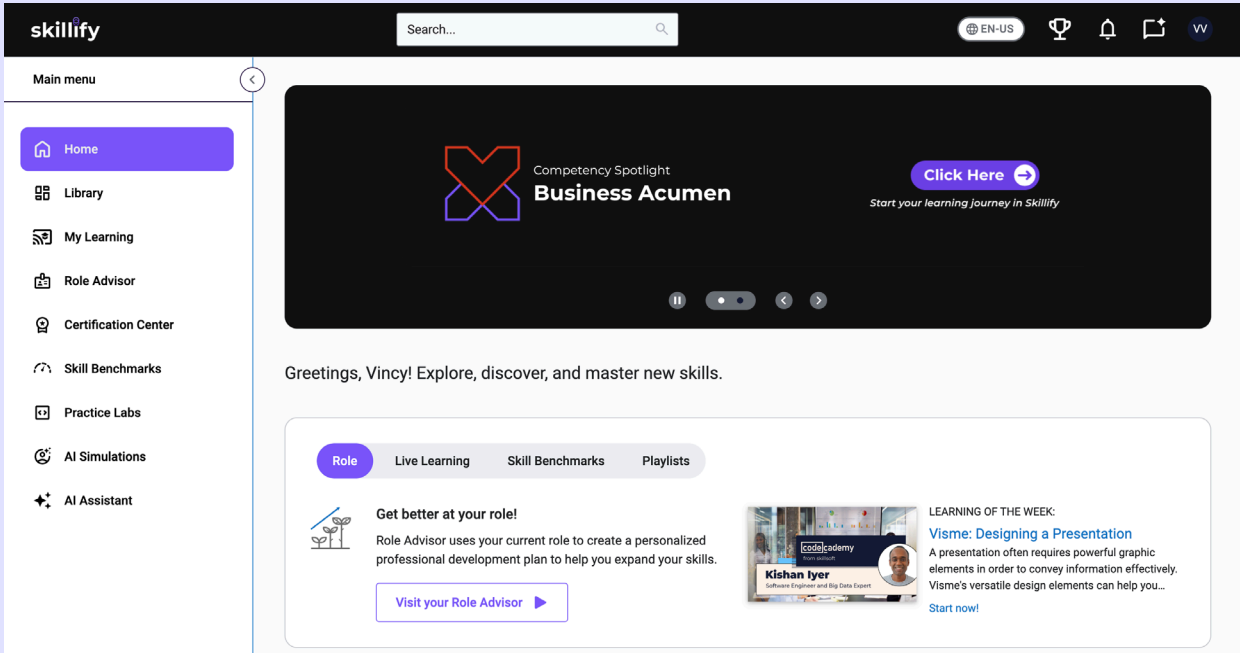 skillify
Search...
EN-US
VV
Main menu
Home
Library
My Learning
Role Advisor
Certification Center
Skill Benchmarks
Practice Labs
AI Simulations
AI Assistant
Competency Spotlight
Business Acumen
Click Here
Start your learning journey in Skillify
Greetings, Vincy! Explore, discover, and master new skills.
Role
Live Learning
Skill Benchmarks
Playlists
Get better at your role!
Role Advisor uses your current role to create a personalized
professional development plan to help you expand your skills.
Visit your Role Advisor
codecademy
from skillsoft
Kishan Iyer
Software Engineer and Big Data Expert
LEARNING OF THE WEEK:
Visme: Designing a Presentation
A presentation often requires powerful graphic
elements in order to convey information effectively.
Visme's versatile design elements can help you...
Start now!